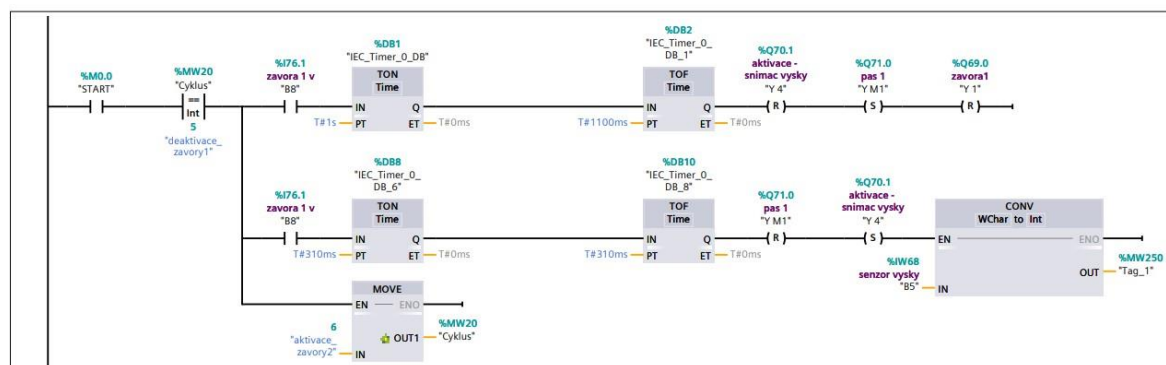 %M0.0
"START"
%MW20
"Cyklus"
==
Int
5
"deaktivace_
zavory1"
%I76.1
zavora 1 v
"B8"
%DB1
"IEC_Timer_0_DB"
TON
Time
IN Q
T#1s PT ET T#0ms
%DB2
"IEC_Timer_0_
DB_1"
TOF
Time
IN Q
T#1100ms PT ET T#0ms
%Q70.1
aktivace -
snimac vysky
"Y 4"
R
%Q71.0
pas 1
"Y M1"
S
%Q69.0
zavora1
"Y 1"
R
%I76.1
zavora 1 v
"B8"
%DB8
"IEC_Timer_0_
DB_6"
TON
Time
IN Q
T#310ms PT ET T#0ms
%DB10
"IEC_Timer_0_
DB_8"
TOF
Time
IN Q
T#310ms PT ET T#0ms
%Q71.0
pas 1
"Y M1"
R
%Q70.1
aktivace -
snimac vysky
"Y 4"
S
CONV
WChar to Int
EN ENO
%IW68
senzor vysky
"B5" IN
OUT
%MW250
"Tag_1"
MOVE
EN ENO
6
"aktivace_
zavory2" IN
OUT1
%MW20
"Cyklus"